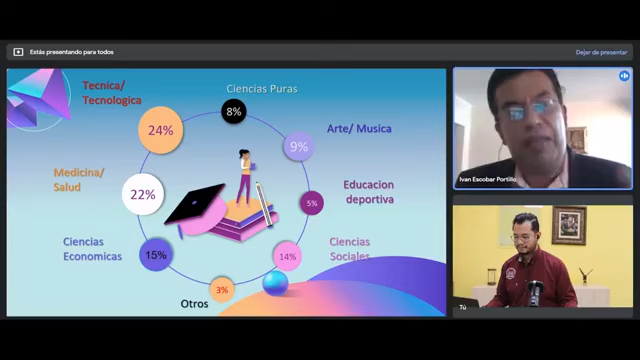 Estás presentando para todos
Dejar de presentar
Tecnica/
Tecnologica
24%
Ciencias Puras
8%
Arte/ Musica
9%
Educacion
deportiva
5%
Ciencias
Sociales
14%
Otros
3%
Ciencias
Economicas
15%
Medicina/
Salud
22%
Ivan Escobar Portillo
Tú